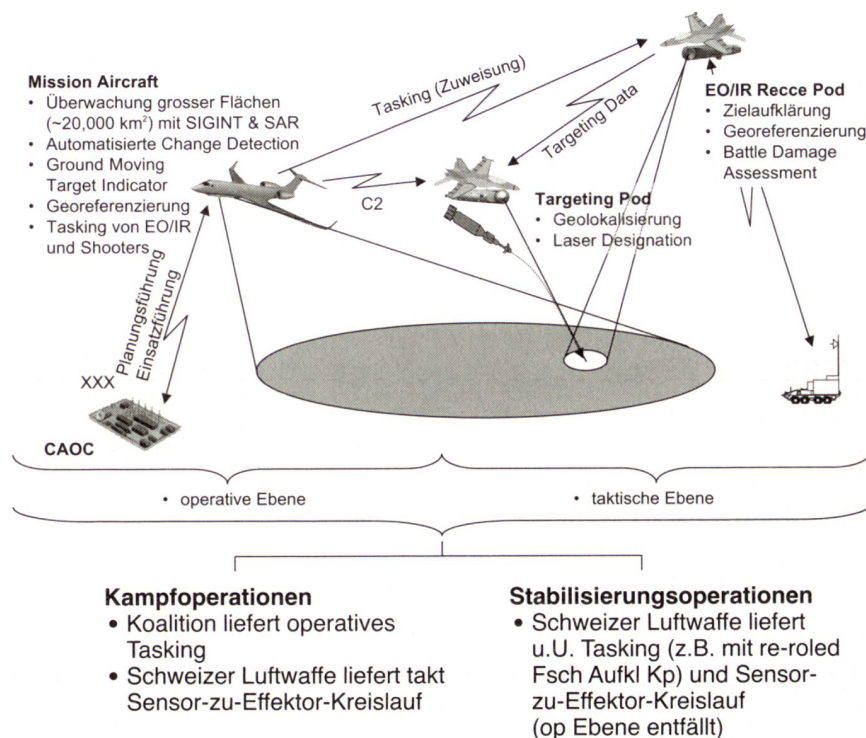 Mission Aircraft
• Überwachung grosser Flächen
(~20,000 km²) mit SIGINT & SAR
• Automatisierte Change Detection
• Ground Moving
Target Indicator
• Georeferenzierung
• Tasking von EO/IR
und Shooters
Tasking (Zuweisung)
Targeting Data
C2
EO/IR Recce Pod
• Zielaufklärung
• Georeferenzierung
• Battle Damage
Assessment
Targeting Pod
• Geolokalisierung
• Laser Designation
Planungsführung
Einsatzführung
XXX
CAOC
• operative Ebene
• taktische Ebene
Kampfoperationen
• Koalition liefert operatives
Tasking
• Schweizer Luftwaffe liefert takt
Sensor-zu-Effektor-Kreislauf
Stabilisierungsoperationen
• Schweizer Luftwaffe liefert
u.U. Tasking (z.B. mit re-roled
Fsch Aufkl Kp) und Sensor-
zu-Effektor-Kreislauf
(op Ebene entfällt)